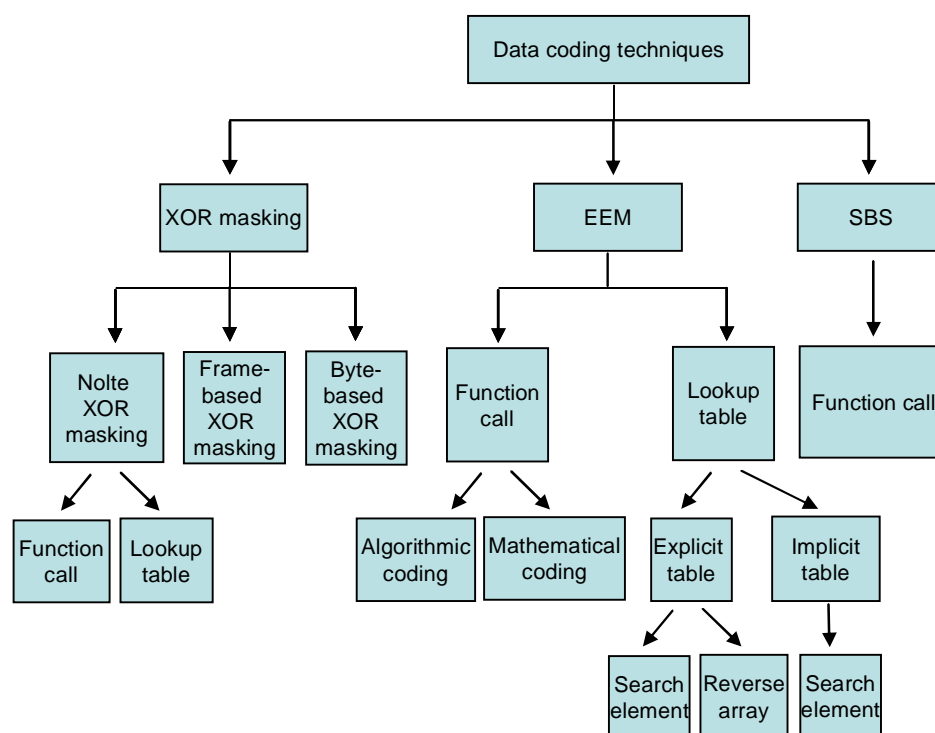 Data coding techniques
XOR masking
EEM
SBS
Nolte
XOR
masking
Frame-
based
XOR
masking
Byte-
based XOR
masking
Function
call
Lookup
table
Function call
Function
call
Lookup
table
Algorithmic
coding
Mathematical
coding
Explicit
table
Implicit
table
Search
element
Reverse
array
Search
element